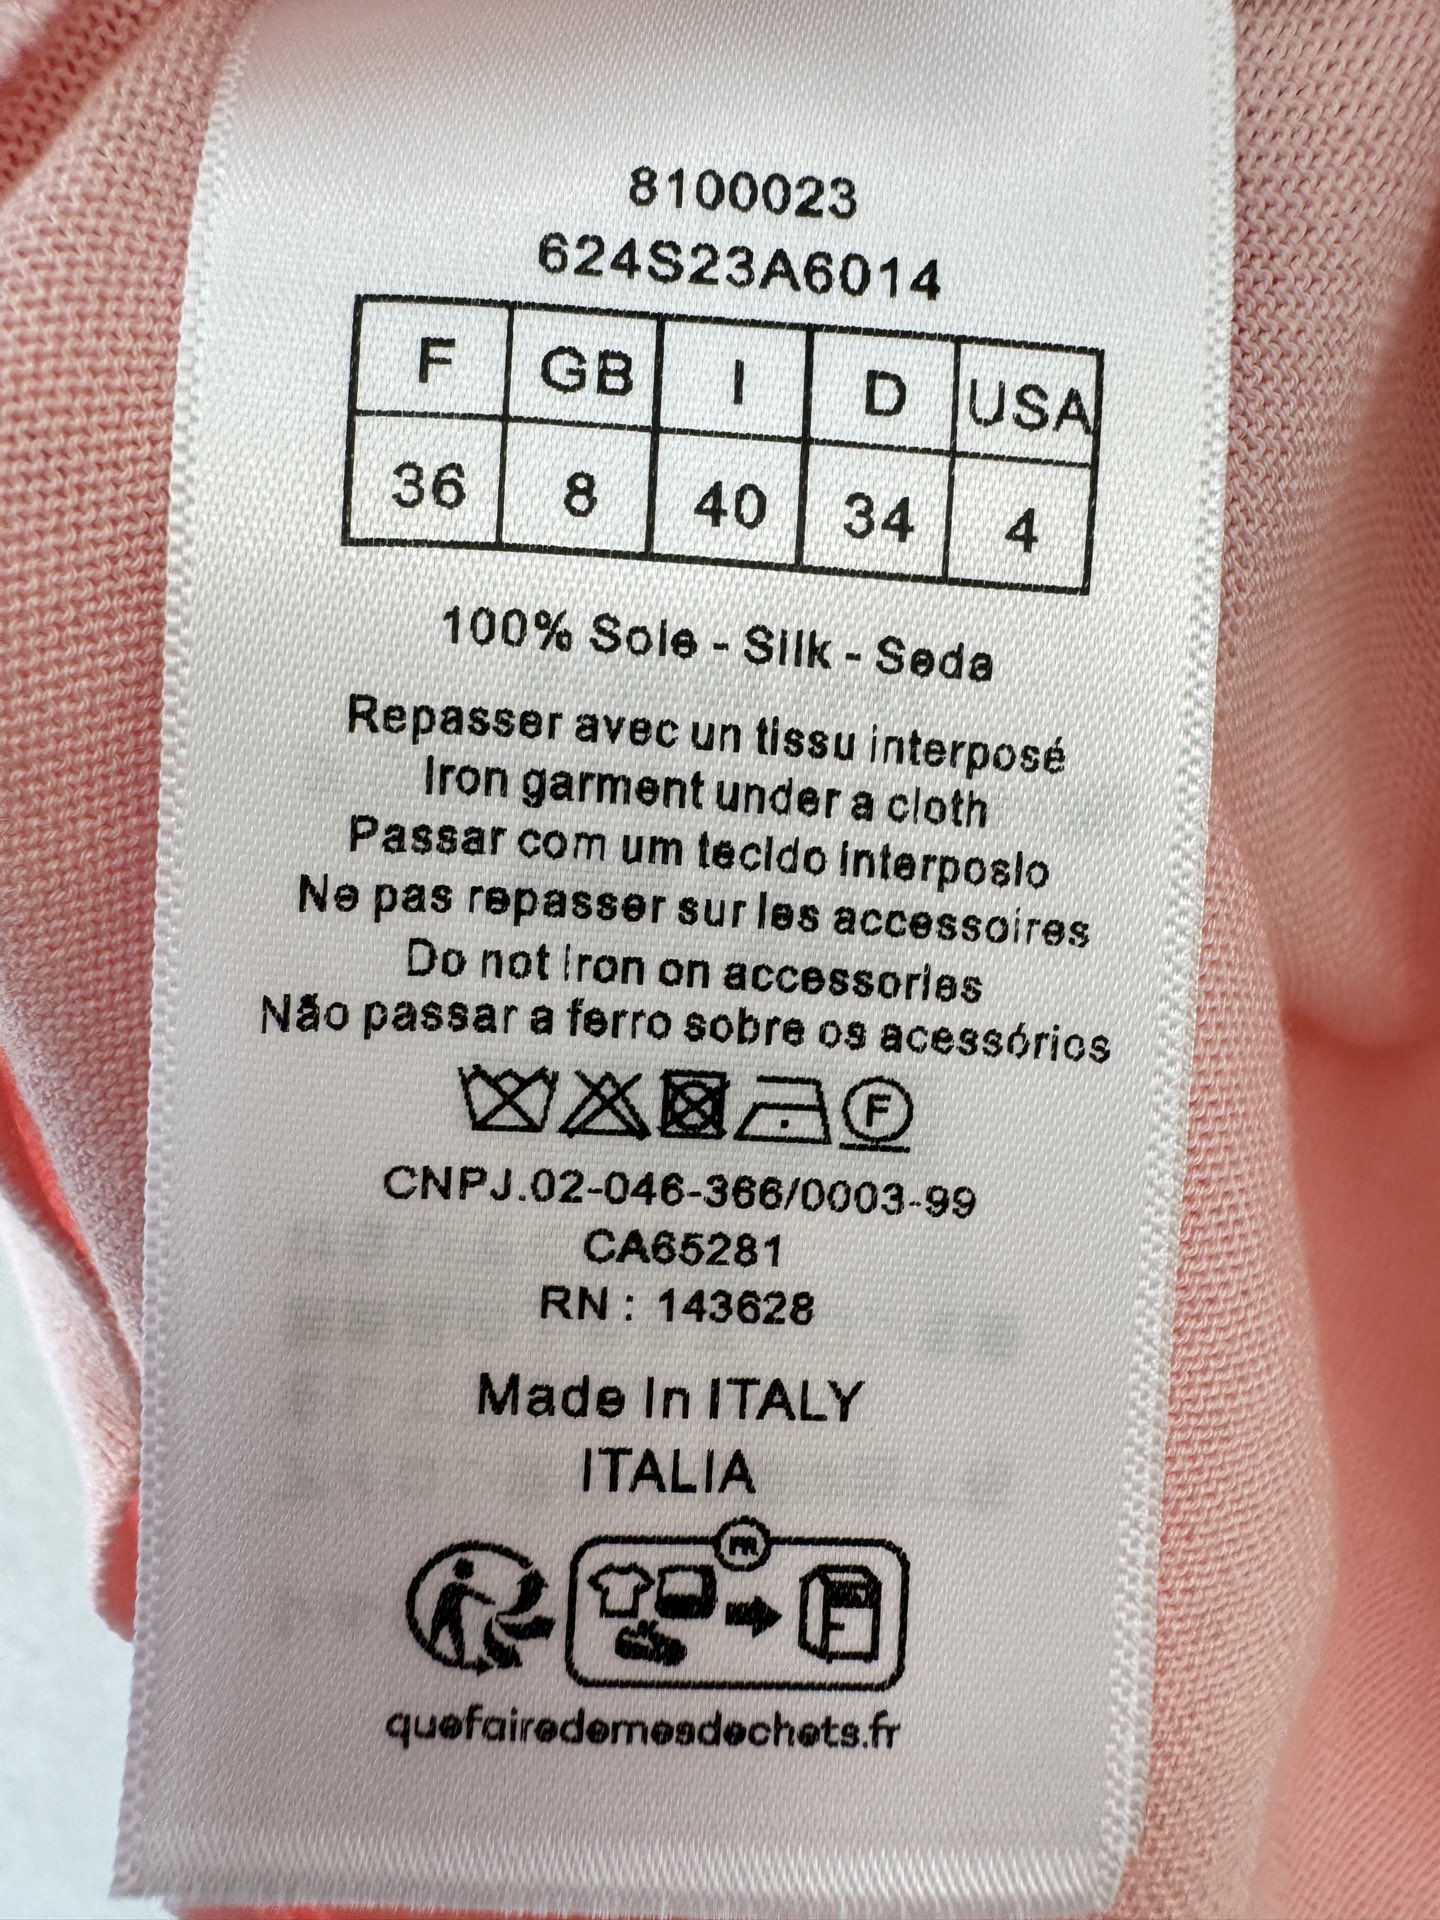 8100023
624S23A6014
F GB I D USA
36 8 40 34 4
100% Soie - Silk - Seda
Repasser avec un tissu interposé
Iron garment under a cloth
Passar com um tecido interposio
Ne pas repasser sur les accessoires
Do not iron on accessories
Não passar a ferro sobre os acessórios
F
CNPJ.02-046-366/0003-99
CA65281
RN : 143628
Made In ITALY
ITALIA
FR
quefairedemesdechets.fr